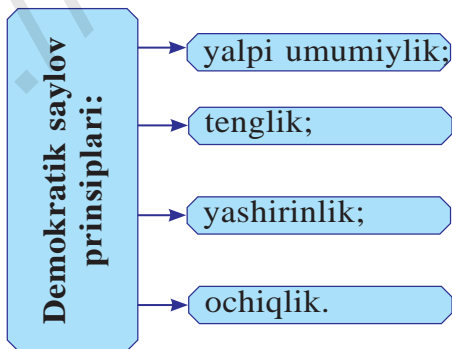 Demokratik saylov
prinsiplari:
yalpi umumiylik;
tenglik;
yashirinlik;
ochiqlik.